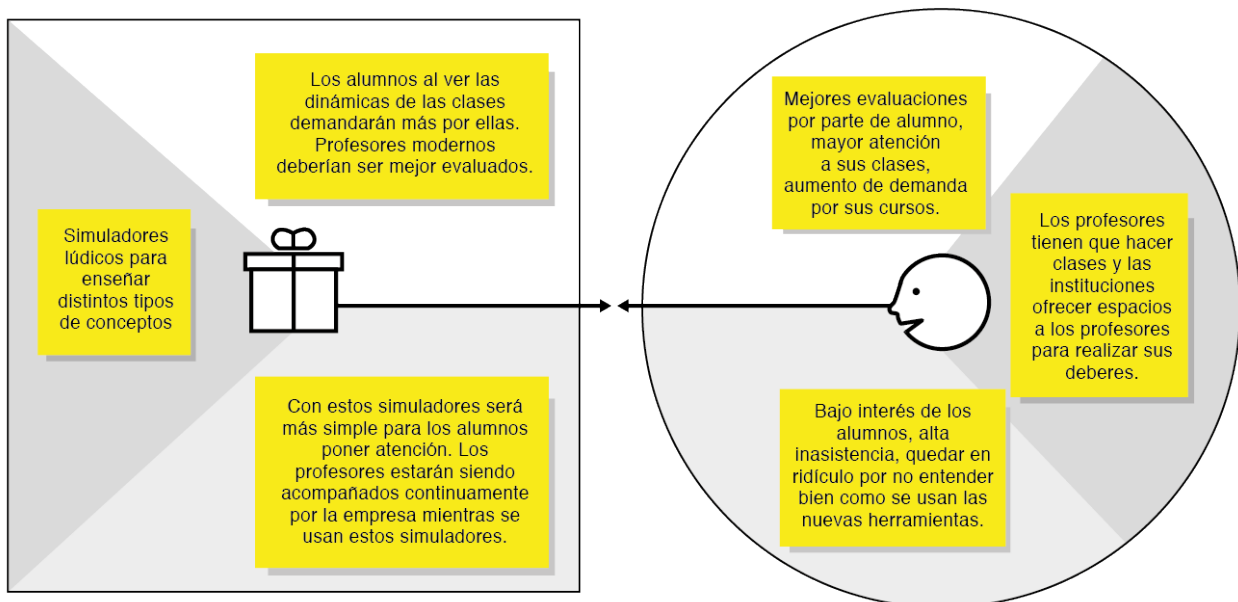 Los alumnos al ver las
dinámicas de las clases
demandarán más por ellas.
Profesores modernos
deberían ser mejor evaluados.
Simuladores
lúdicos para
enseñar
distintos tipos
de conceptos
Con estos simuladores será
más simple para los alumnos
poner atención. Los
profesores estarán siendo
acompañados continuamente
por la empresa mientras se
usan estos simuladores.
Mejores evaluaciones
por parte de alumno,
mayor atención
a sus clases,
aumento de demanda
por sus cursos.
Los profesores
tienen que hacer
clases y las
instituciones
ofrecer espacios
a los profesores
para realizar sus
deberes.
Bajo interés de los
alumnos, alta
inasistencia, quedar en
ridículo por no entender
bien como se usan las
nuevas herramientas.